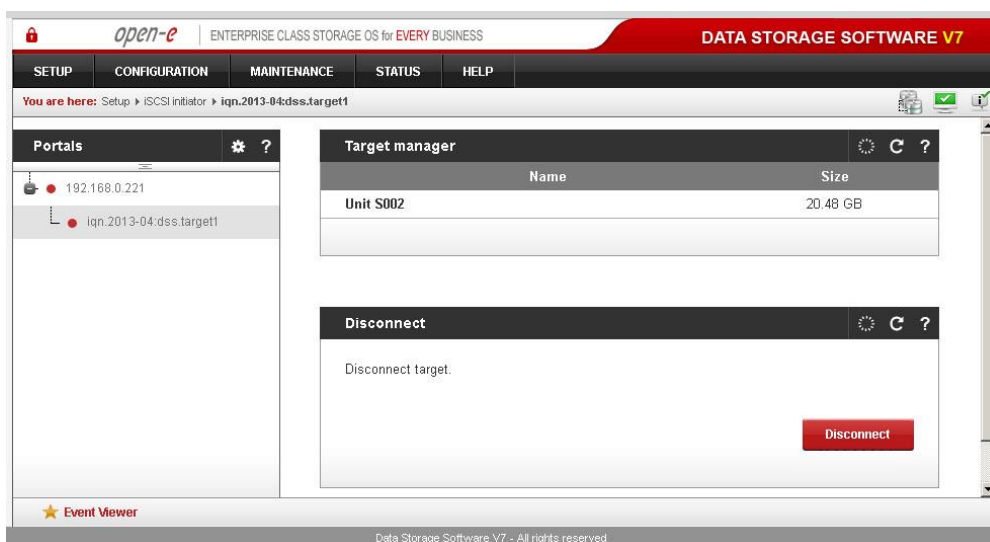 open-e ENTERPRISE CLASS STORAGE OS for EVERY BUSINESS DATA STORAGE SOFTWARE V7
SETUP CONFIGURATION MAINTENANCE STATUS HELP
You are here: Setup iSCSI initiator iqn.2013-04:dss.target1
Portals ?
192.168.0.221
iqn.2013-04:dss.target1
Target manager ?
Name Size
Unit S002 20.48 GB
Disconnect ?
Disconnect target.
Disconnect
Event Viewer
Data Storage Software V7 - All rights reserved